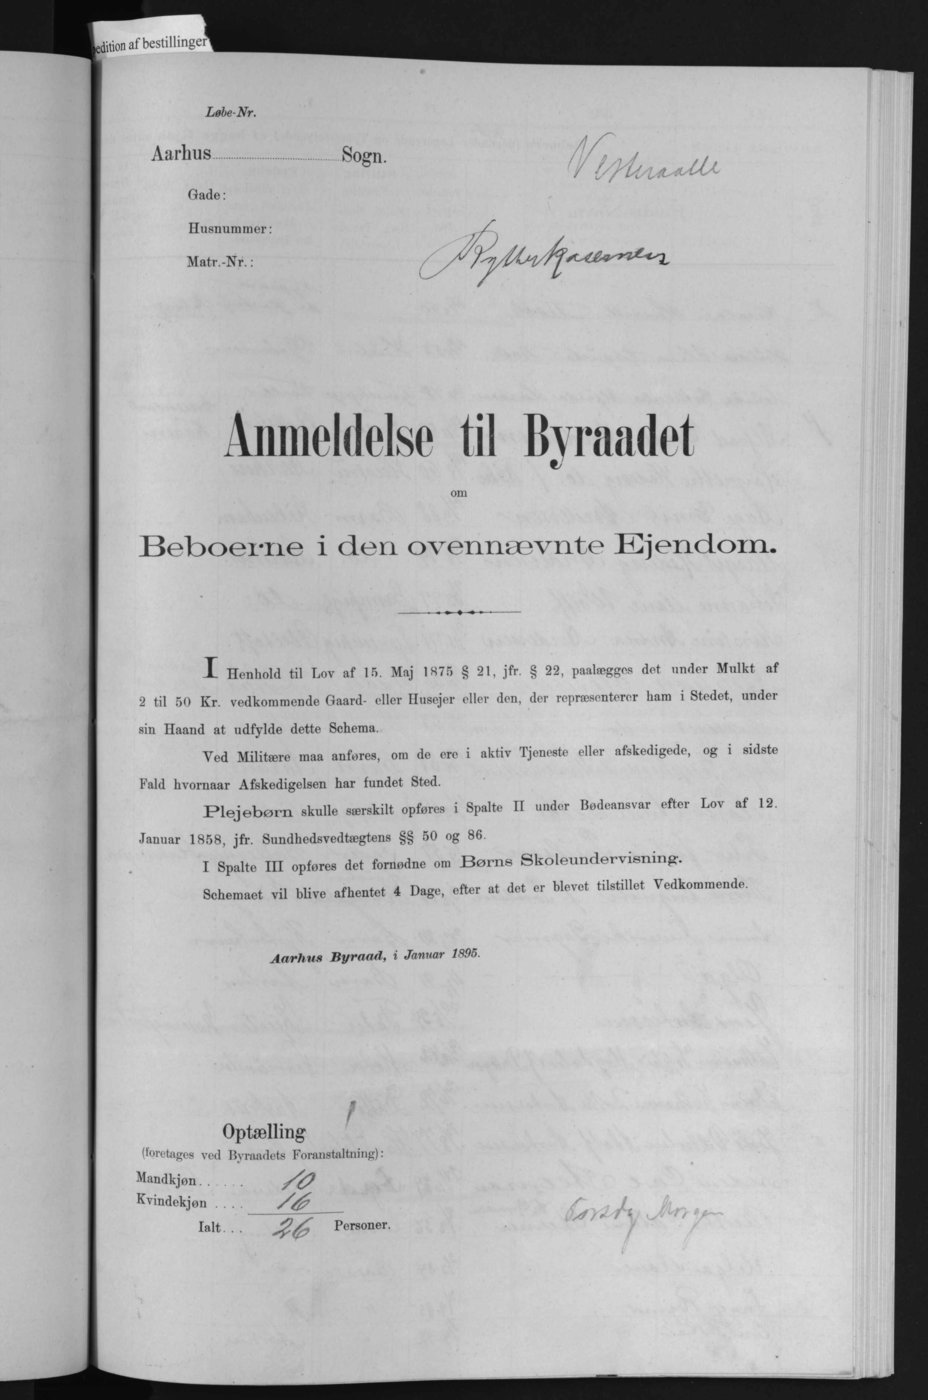 edition af bestillinger
Løbe-Nr.
Aarhus Sogn.
Vesteraalle
Gade:
Husnummer:
Matr.-Nr.:
Rytterkasernen
Anmeldelse til Byraadet
om
Beboerne i den ovennævnte Ejendom.
I Henhold til Lov af 15. Maj 1875 § 21, jfr. § 22, paalægges det under Mulkt af
2 til 50 Kr. vedkommende Gaard- eller Husejer eller den, der repræsenterer ham i Stedet, under
sin Haand at udfylde dette Schema.
Ved Militære maa anføres, om de ere i aktiv Tjeneste eller afskedigede, og i sidste
Fald hvornaar Afskedigelsen har fundet Sted.
Plejebørn skulle særskilt opføres i Spalte II under Bødeansvar efter Lov af 12.
Januar 1858, jfr. Sundhedsvedtægtens §§ 50 og 86.
I Spalte III opføres det fornødne om Børns Skoleundervisning.
Schemaet vil blive afhentet 4 Dage, efter at det er blevet tilstillet Vedkommende.
Aarhus Byraad, i Januar 1895.
Optælling
(foretages ved Byraadets Foranstaltning):
Mandkjøn...... 10
Kvindekjøn .... 16
Ialt... 26 Personer.
Torsdag Morgen